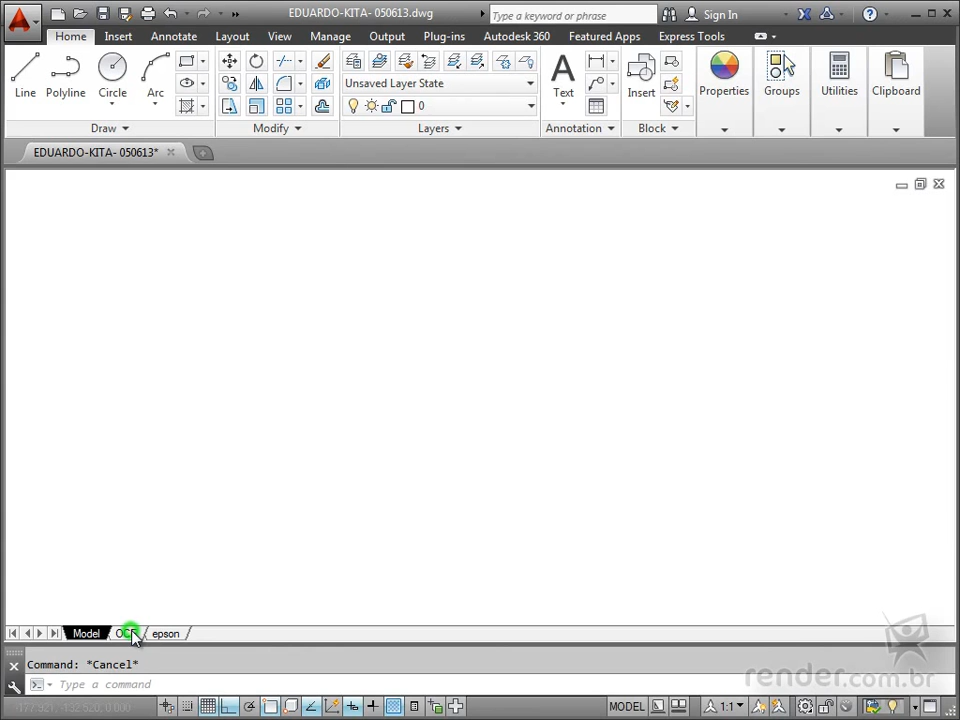 EDUARDO-KITA- 050613.dwg
Type a keyword or phrase
Sign In
Home Insert Annotate Layout View Manage Output Plug-ins Autodesk 360 Featured Apps Express Tools
Line Polyline Circle Arc
Unsaved Layer State
0
A
Text Insert Properties Groups Utilities Clipboard
Draw Modify Layers Annotation Block
EDUARDO-KITA- 050613*
Model epson
Command: *Cancel*
Type a command
render.com.br
MODEL 1:1